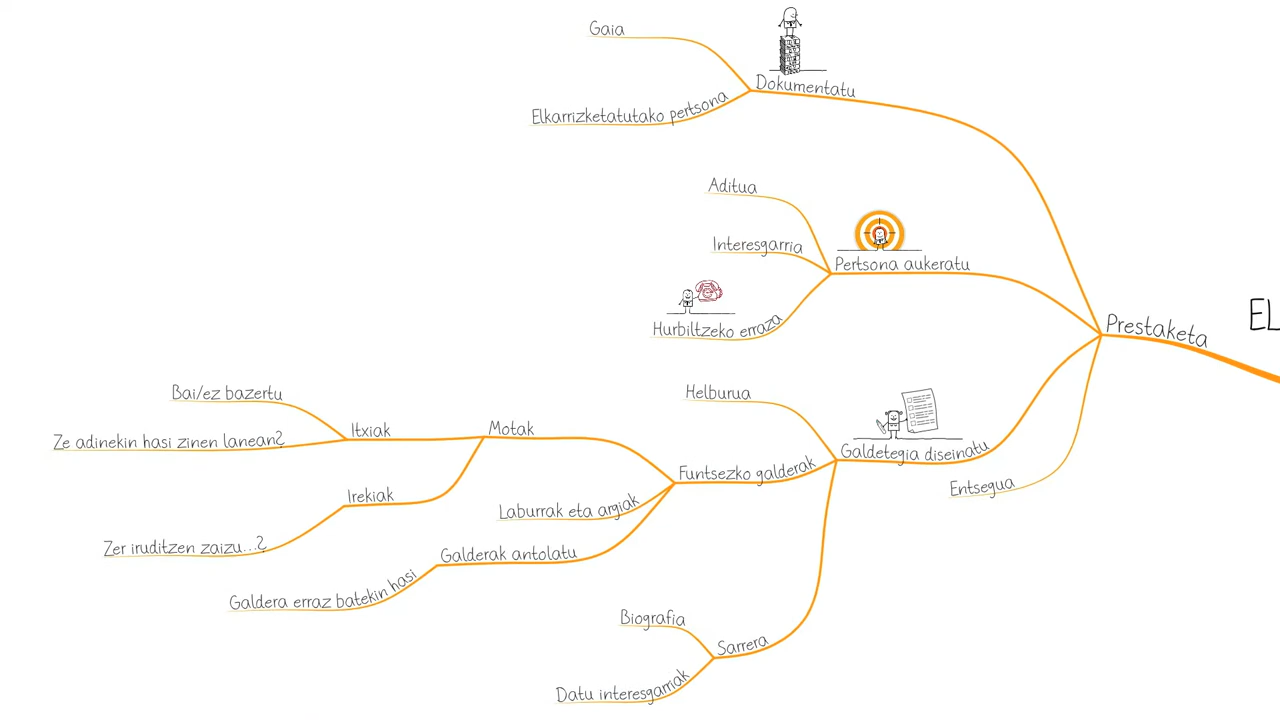 Gaia
Dokumentatu
Elkarrizketatutako pertsona
Aditua
Interesgarria
Pertsona aukeratu
Hurbiltzeko erraza
EL
Prestaketa
Helburua
Bai/ez bazertu
Itxiak
Motak
Ze adinekin hasi zinen lanean?
Funtsezko galderak
Galdetegia diseinatu
Irekiak
Laburrak eta argiak
Entsegua
Zer iruditzen zaizu...?
Galderak antolatu
Galdera erraz batekin hasi
Biografia
Sarrera
Datu interesgarriak